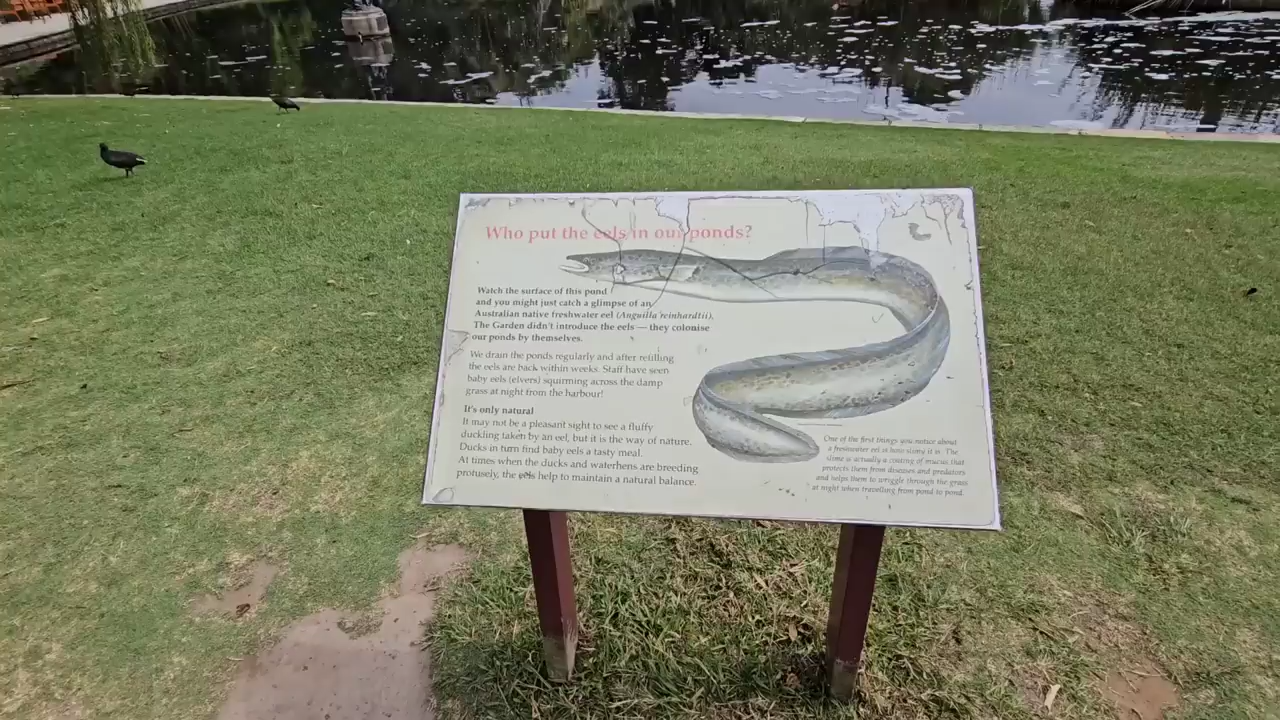 Who put the eels in our ponds?
Watch the surface of this pond
and you might just catch a glimpse of an
Australian native freshwater eel (Anguilla reinhardtii).
The Garden didn't introduce the eels — they colonise
our ponds by themselves.
We drain the ponds regularly and after refilling
the eels are back within weeks. Staff have seen
baby eels (elvers) squirming across the damp
grass at night from the harbour!
It's only natural
It may not be a pleasant sight to see a fluffy
duckling taken by an eel, but it is the way of nature.
Ducks in turn find baby eels a tasty meal.
At times when the ducks and waterhens are breeding
profusely, the eels help to maintain a natural balance.
One of the first things you notice about
a freshwater eel is how slimy it is. The
slime is actually a coating of mucus that
protects them from diseases and predators
and helps them to wriggle through the grass
at night when travelling from pond to pond.